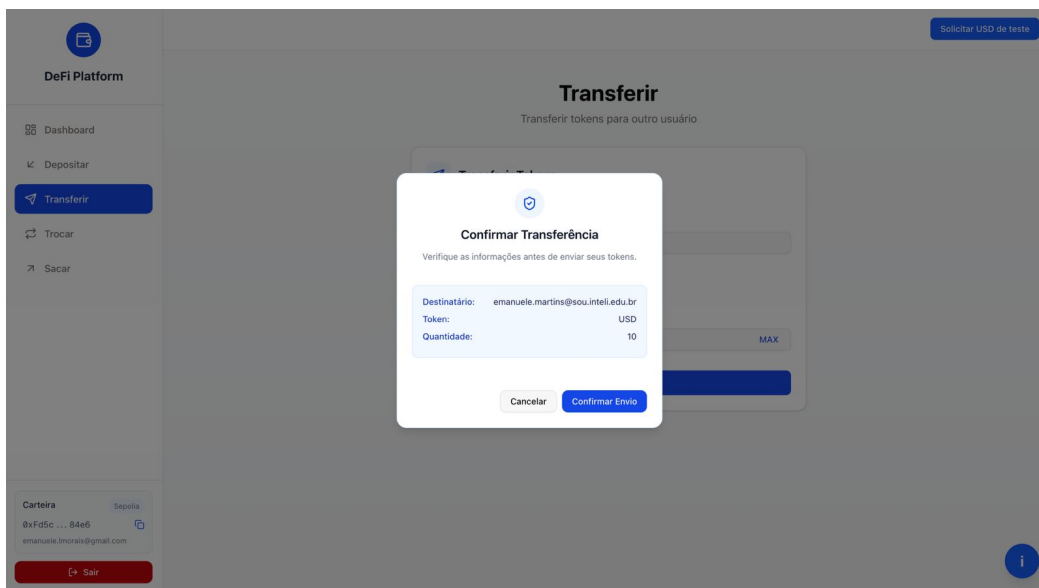 Solicitar USD de teste
DeFi Platform
Dashboard
Depositar
Transferir
Trocar
Sacar
Transferir
Transferir tokens para outro usuário
Confirmar Transferência
Verifique as informações antes de enviar seus tokens.
Destinatário: emanuele.martins@sou.inteli.edu.br
Token: USD
Quantidade: 10
MAX
Cancelar Confirmar Envio
Carteira Sepolia
0xFd5c ... 84e6
emanuele.lmorais@gmail.com
Sair
i